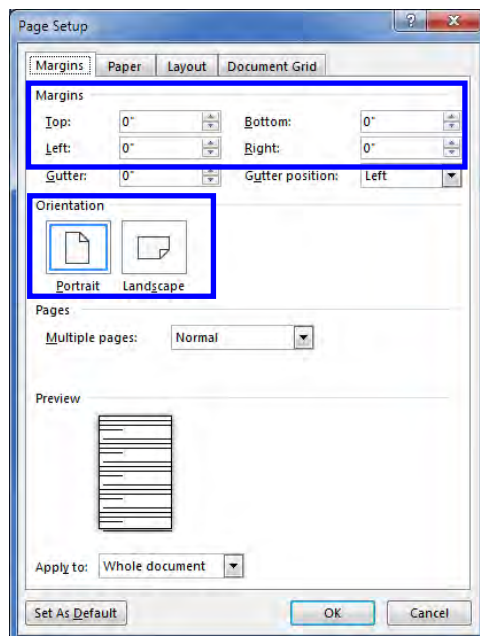 Page Setup
Margins Paper Layout Document Grid
Margins
Top: 0" Bottom: 0"
Left: 0" Right: 0"
Gutter: 0" Gutter position: Left
Orientation
Portrait Landscape
Pages
Multiple pages: Normal
Preview
Apply to: Whole document
Set As Default OK Cancel